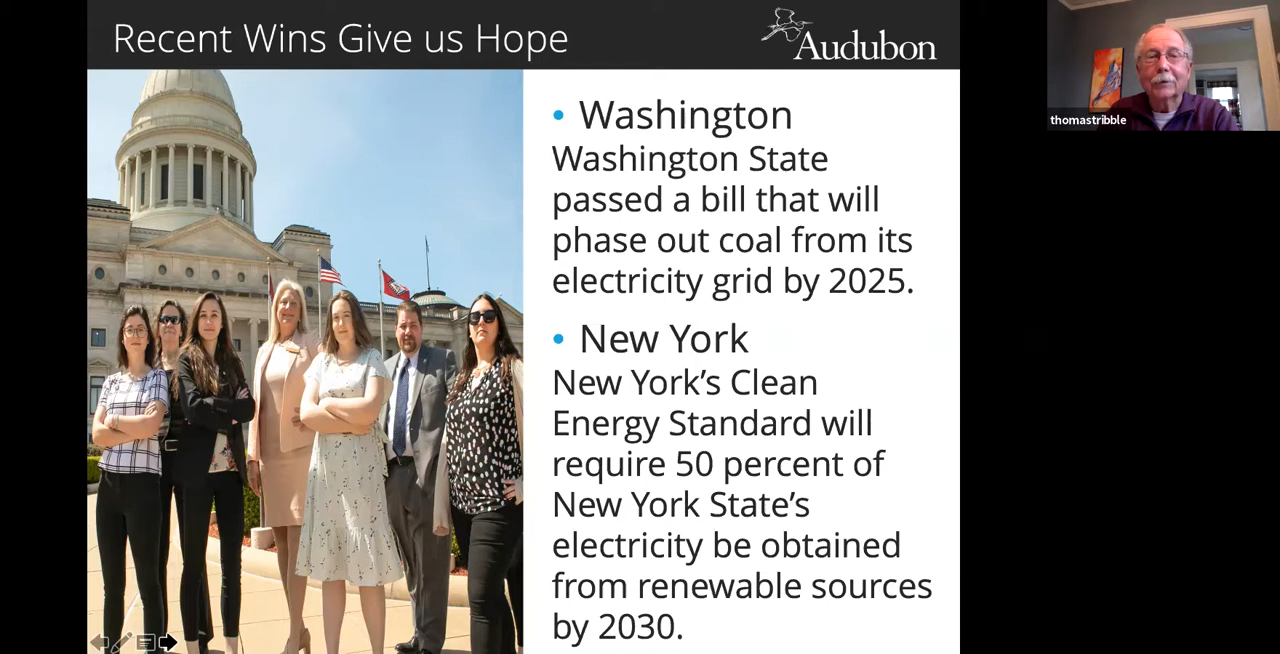 Recent Wins Give us Hope
Audubon
thomastribble
• Washington
Washington State
passed a bill that will
phase out coal from its
electricity grid by 2025.
• New York
New York’s Clean
Energy Standard will
require 50 percent of
New York State’s
electricity be obtained
from renewable sources
by 2030.